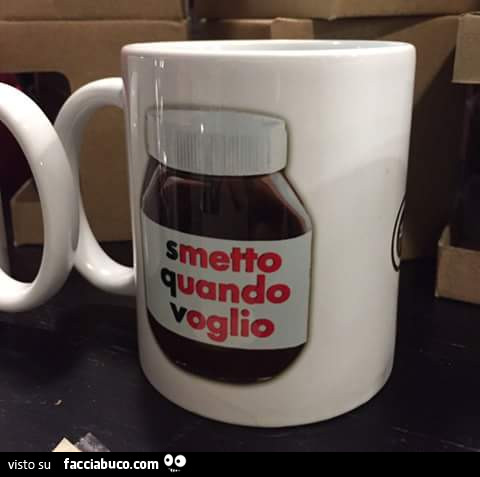 smetto
quando
voglio
visto su facciabuco.com